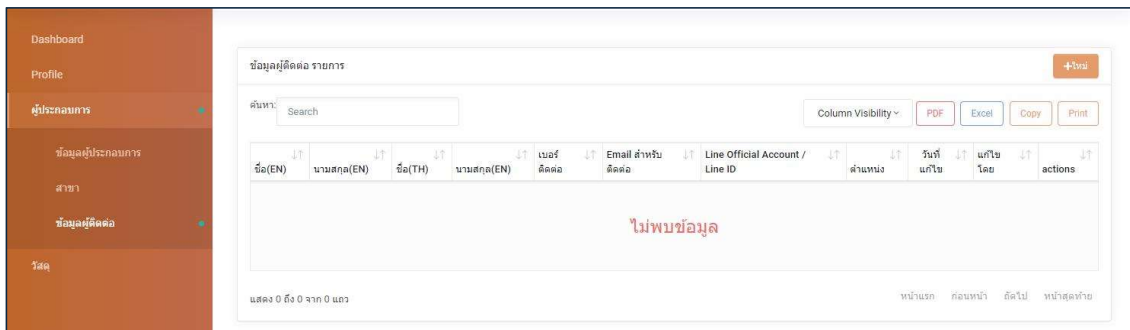 Dashboard
Profile
ผู้ประกอบการ
ข้อมูลผู้ประกอบการ
สาขา
ข้อมูลผู้ติดต่อ
วัสดุ
ข้อมูลผู้ติดต่อ รายการ
+ใหม่
ค้นหา: Search
Column Visibility PDF Excel Copy Print
ชื่อ(EN) นามสกุล(EN) ชื่อ(TH) นามสกุล(EN) เบอร์ติดต่อ Email สำหรับติดต่อ Line Official Account / Line ID ตำแหน่ง วันที่แก้ไข แก้ไขโดย actions
ไม่พบข้อมูล
แสดง 0 ถึง 0 จาก 0 แถว
หน้าแรก ก่อนหน้า ถัดไป หน้าสุดท้าย